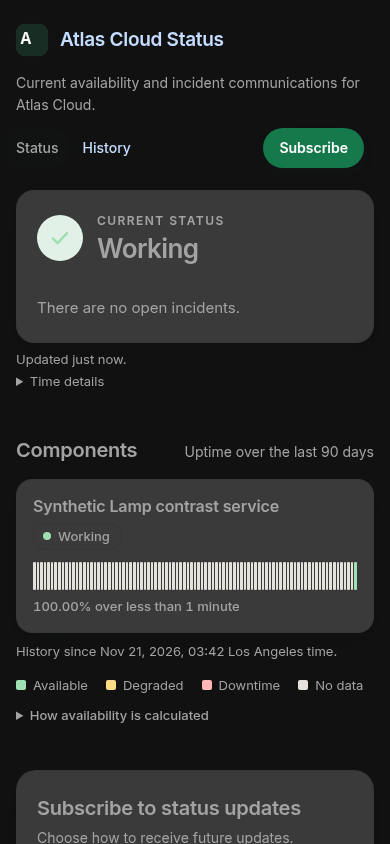 A
Atlas Cloud Status
Current availability and incident communications for
Atlas Cloud.
Status
History
Subscribe
CURRENT STATUS
Working
There are no open incidents.
Updated just now.
Time details
Components
Uptime over the last 90 days
Synthetic Lamp contrast service
Working
100.00% over less than 1 minute
History since Nov 21, 2026, 03:42 Los Angeles time.
Available
Degraded
Downtime
No data
How availability is calculated
Subscribe to status updates
Choose how to receive future updates.